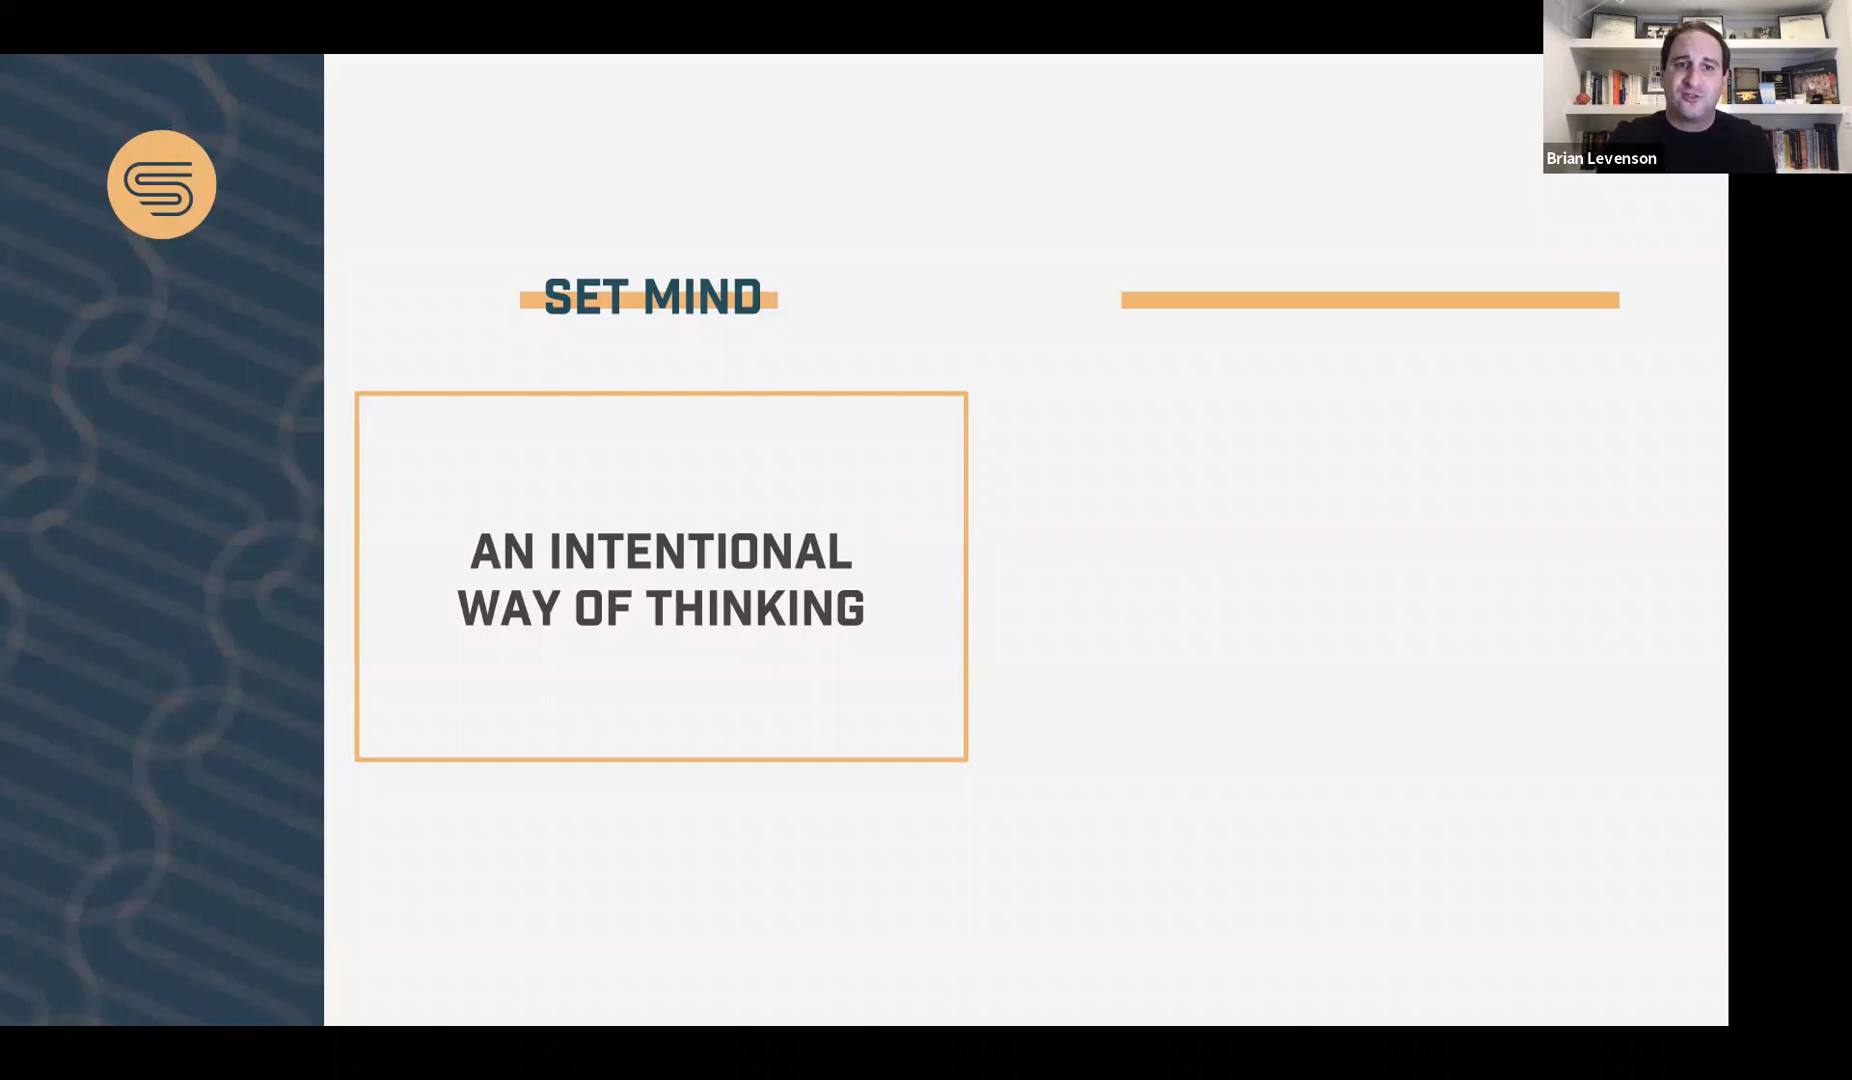 Brian Levenson
SET MIND
AN INTENTIONAL
WAY OF THINKING